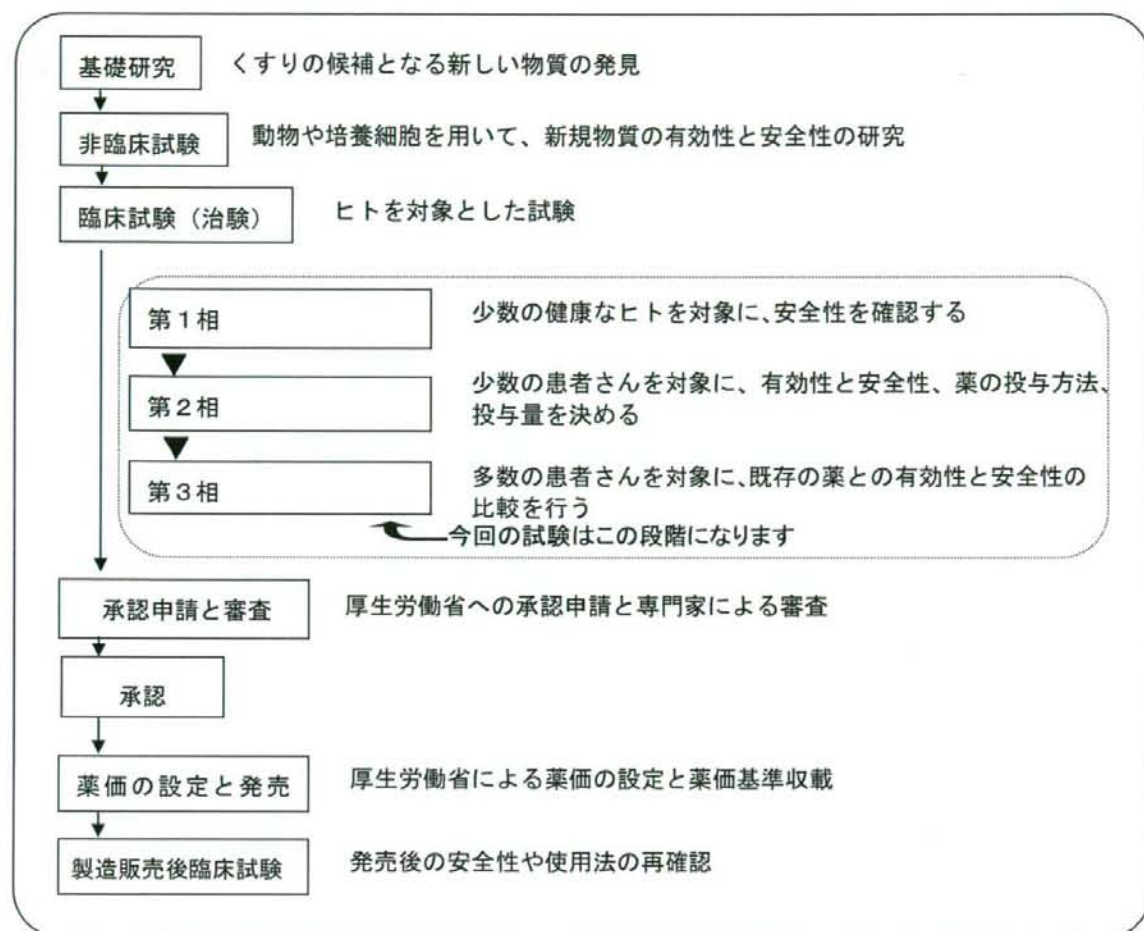 基礎研究 くすりの候補となる新しい物質の発見
非臨床試験 動物や培養細胞を用いて、新規物質の有効性と安全性の研究
臨床試験（治験） ヒトを対象とした試験
第１相 少数の健康なヒトを対象に、安全性を確認する
第２相 少数の患者さんを対象に、有効性と安全性、薬の投与方法、
投与量を決める
第３相 多数の患者さんを対象に、既存の薬との有効性と安全性の
比較を行う
今回の試験はこの段階になります
承認申請と審査 厚生労働省への承認申請と専門家による審査
承認
薬価の設定と発売 厚生労働省による薬価の設定と薬価基準収載
製造販売後臨床試験 発売後の安全性や使用法の再確認